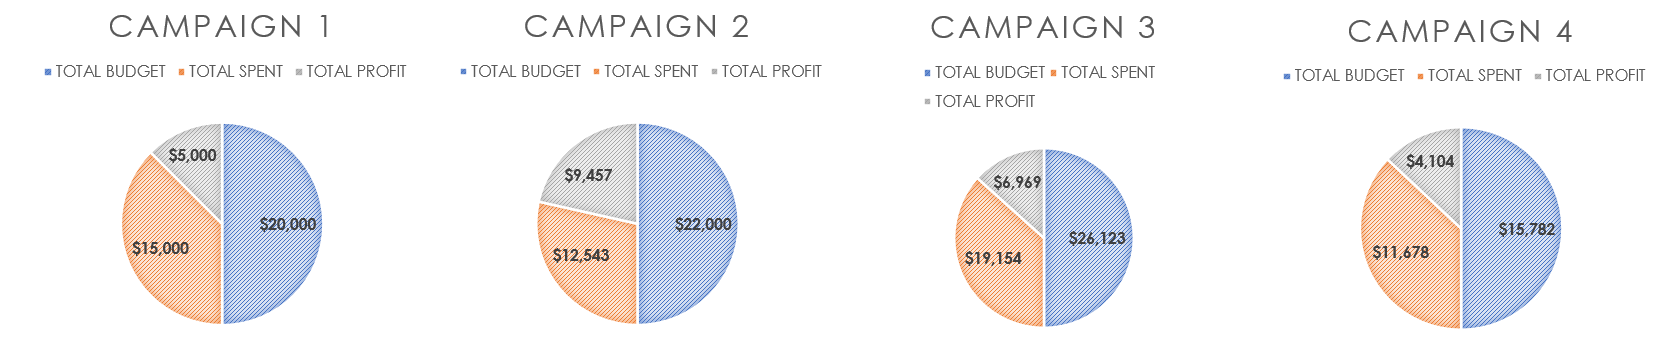 CAMPAIGN 1
TOTAL BUDGET TOTAL SPENT TOTAL PROFIT
$5,000
$20,000
$15,000
CAMPAIGN 2
TOTAL BUDGET TOTAL SPENT TOTAL PROFIT
$9,457
$22,000
$12,543
CAMPAIGN 3
TOTAL BUDGET TOTAL SPENT
TOTAL PROFIT
$6,969
$26,123
$19,154
CAMPAIGN 4
TOTAL BUDGET TOTAL SPENT TOTAL PROFIT
$4,104
$15,782
$11,678